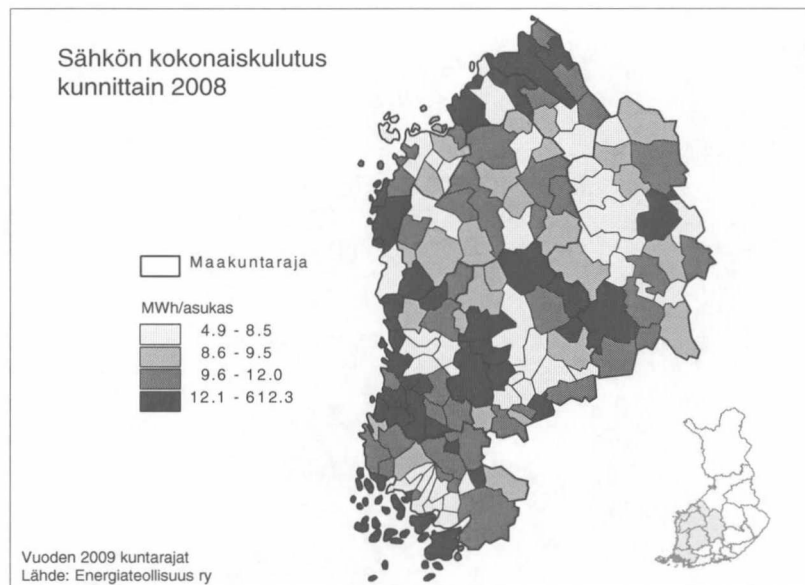 Sähkön kokonaiskulutus
kunnittain 2008
Maakuntaraja
MWh/asukas
4.9 - 8.5
8.6 - 9.5
9.6 - 12.0
12.1 - 612.3
Vuoden 2009 kuntarajat
Lähde: Energiateollisuus ry